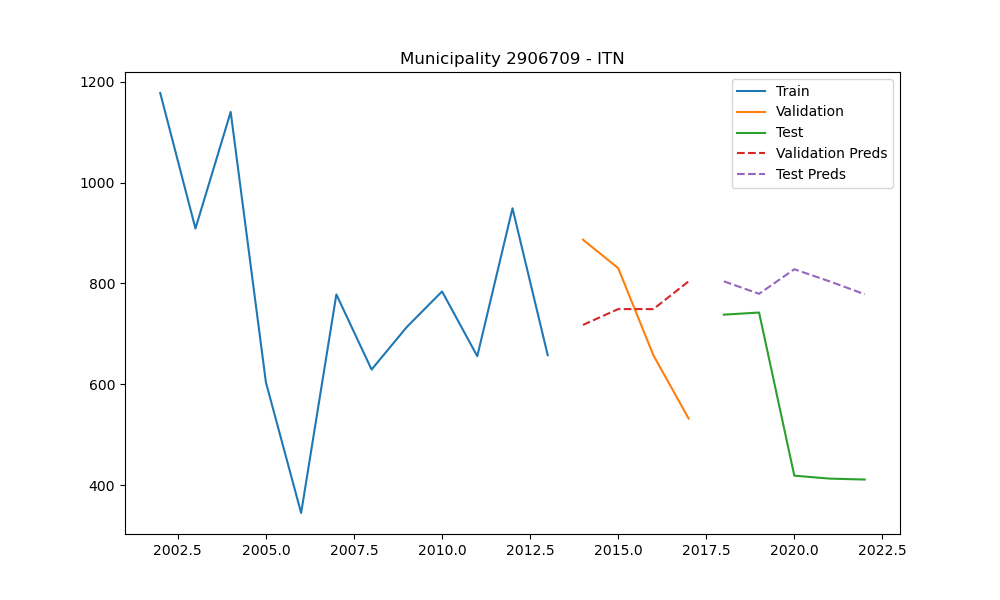 Municipality 2906709 - ITN
1200
1000
800
600
400
2002.5 2005.0 2007.5 2010.0 2012.5 2015.0 2017.5 2020.0 2022.5
Train
Validation
Test
Validation Preds
Test Preds